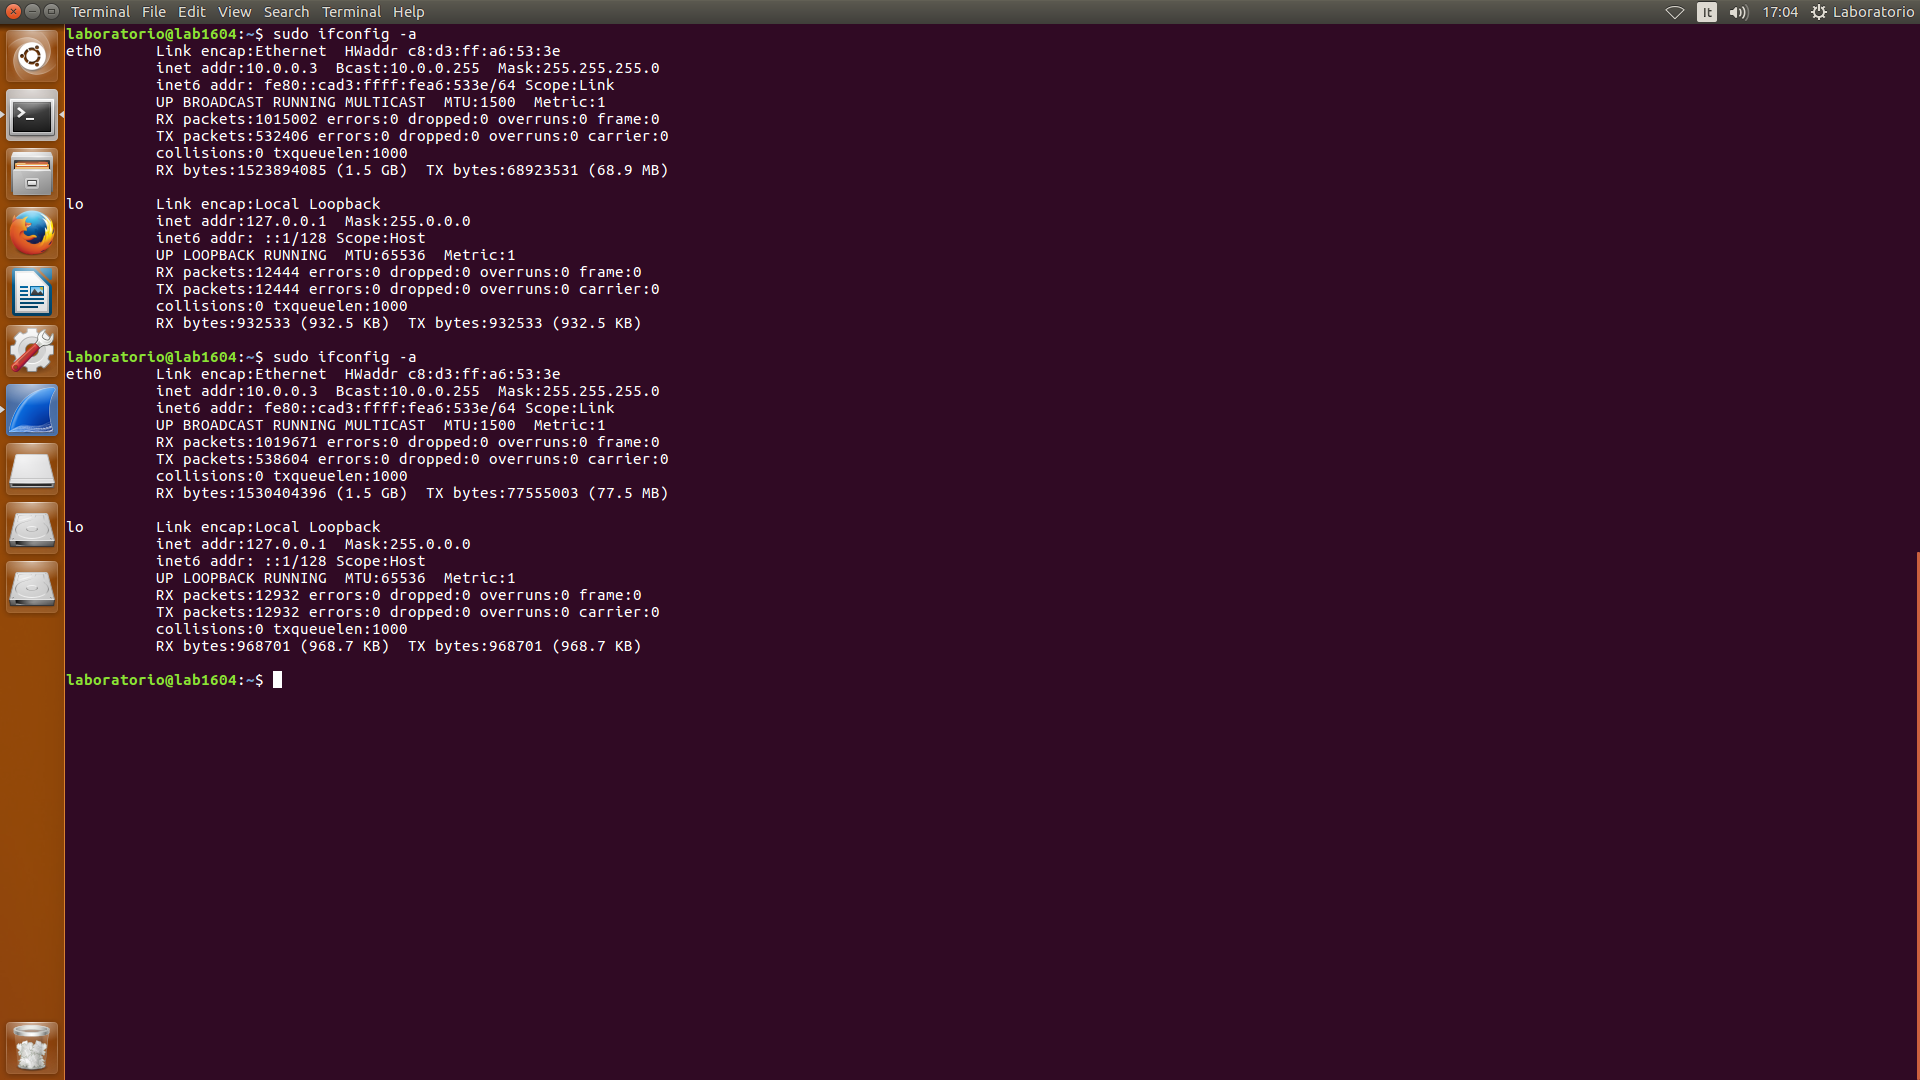 Terminal File Edit View Search Terminal Help It 17:04 Laboratorio
laboratorio@lab1604:~$ sudo ifconfig -a
eth0      Link encap:Ethernet  HWaddr c8:d3:ff:a6:53:3e
          inet addr:10.0.0.3  Bcast:10.0.0.255  Mask:255.255.255.0
          inet6 addr: fe80::cad3:ffff:fea6:533e/64 Scope:Link
          UP BROADCAST RUNNING MULTICAST  MTU:1500  Metric:1
          RX packets:1015002 errors:0 dropped:0 overruns:0 frame:0
          TX packets:532406 errors:0 dropped:0 overruns:0 carrier:0
          collisions:0 txqueuelen:1000
          RX bytes:1523894085 (1.5 GB)  TX bytes:68923531 (68.9 MB)

lo        Link encap:Local Loopback
          inet addr:127.0.0.1  Mask:255.0.0.0
          inet6 addr: ::1/128 Scope:Host
          UP LOOPBACK RUNNING  MTU:65536  Metric:1
          RX packets:12444 errors:0 dropped:0 overruns:0 frame:0
          TX packets:12444 errors:0 dropped:0 overruns:0 carrier:0
          collisions:0 txqueuelen:1000
          RX bytes:932533 (932.5 KB)  TX bytes:932533 (932.5 KB)

laboratorio@lab1604:~$ sudo ifconfig -a
eth0      Link encap:Ethernet  HWaddr c8:d3:ff:a6:53:3e
          inet addr:10.0.0.3  Bcast:10.0.0.255  Mask:255.255.255.0
          inet6 addr: fe80::cad3:ffff:fea6:533e/64 Scope:Link
          UP BROADCAST RUNNING MULTICAST  MTU:1500  Metric:1
          RX packets:1019671 errors:0 dropped:0 overruns:0 frame:0
          TX packets:538604 errors:0 dropped:0 overruns:0 carrier:0
          collisions:0 txqueuelen:1000
          RX bytes:1530404396 (1.5 GB)  TX bytes:77555003 (77.5 MB)

lo        Link encap:Local Loopback
          inet addr:127.0.0.1  Mask:255.0.0.0
          inet6 addr: ::1/128 Scope:Host
          UP LOOPBACK RUNNING  MTU:65536  Metric:1
          RX packets:12932 errors:0 dropped:0 overruns:0 frame:0
          TX packets:12932 errors:0 dropped:0 overruns:0 carrier:0
          collisions:0 txqueuelen:1000
          RX bytes:968701 (968.7 KB)  TX bytes:968701 (968.7 KB)

laboratorio@lab1604:~$